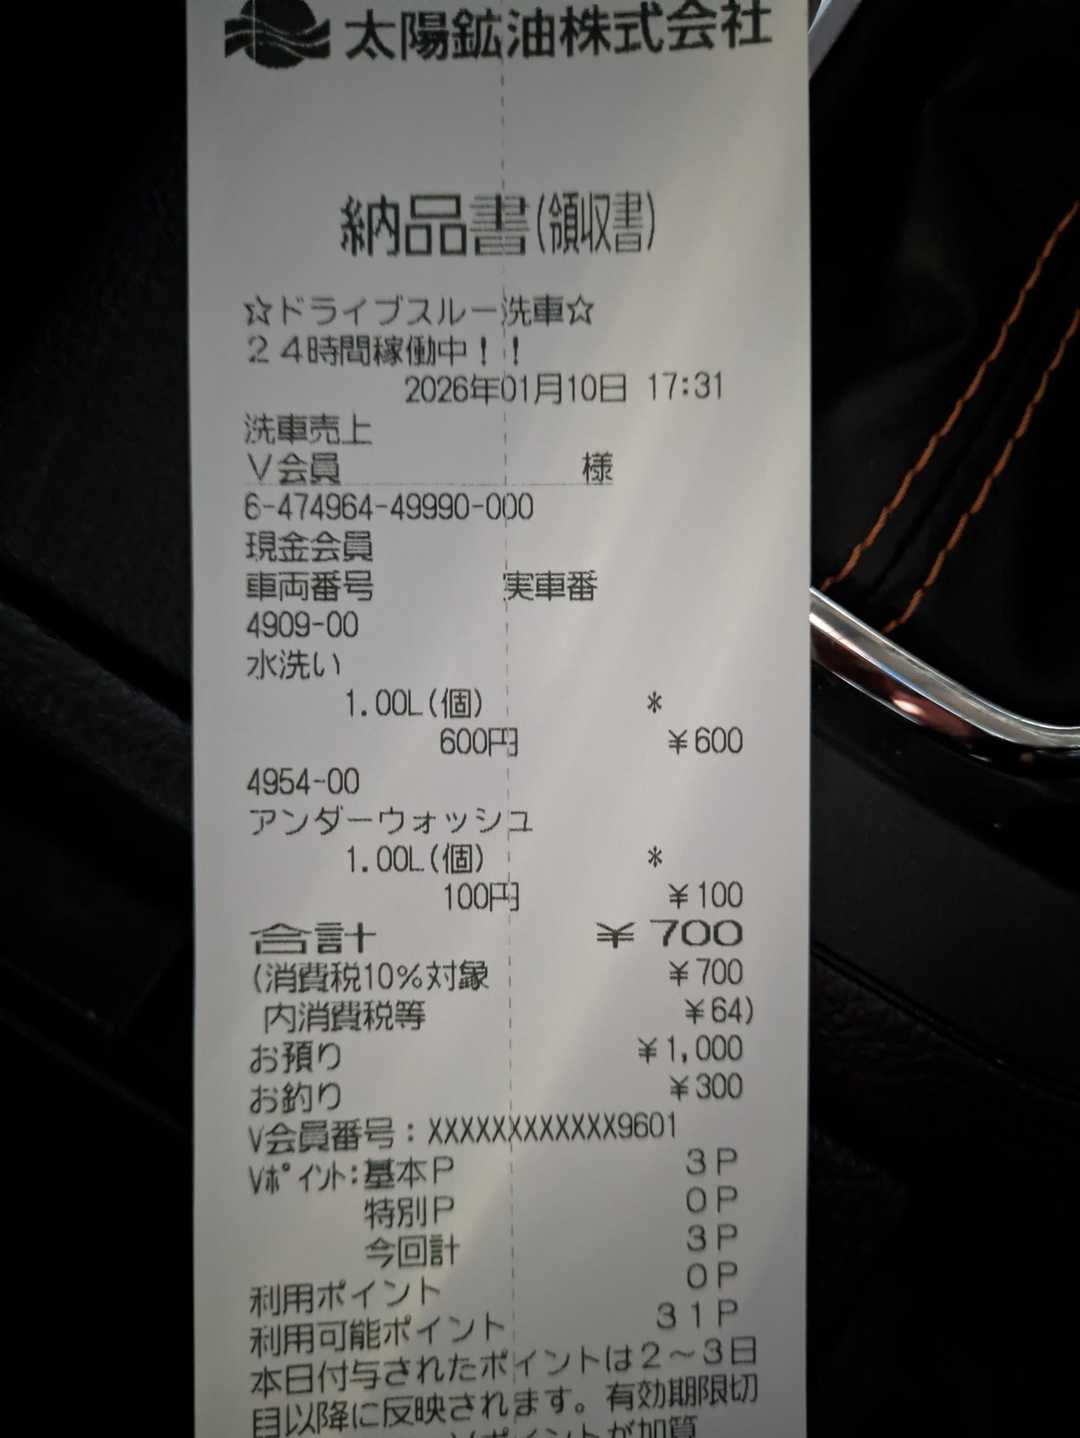 太陽鉱油株式会社
納品書(領収書)
☆ドライブスルー洗車☆
24時間稼働中!!
2026年01月10日 17:31
洗車売上
V会員 様
6-474964-49990-000
現金会員
車両番号 実車番
4909-00
水洗い
1.00L(個) *
600円 ¥600
4954-00
アンダーウォッシュ
1.00L(個) *
100円 ¥100
合計 ¥700
(消費税10%対象 ¥700
内消費税等 ¥64)
お預り ¥1,000
お釣り ¥300
V会員番号:XXXXXXXXXXXX9601
Vポイント:基本P 3P
特別P 0P
今回計 3P
利用ポイント 0P
利用可能ポイント 31P
本日付与されたポイントは2~3日
目以降に反映されます。有効期限切